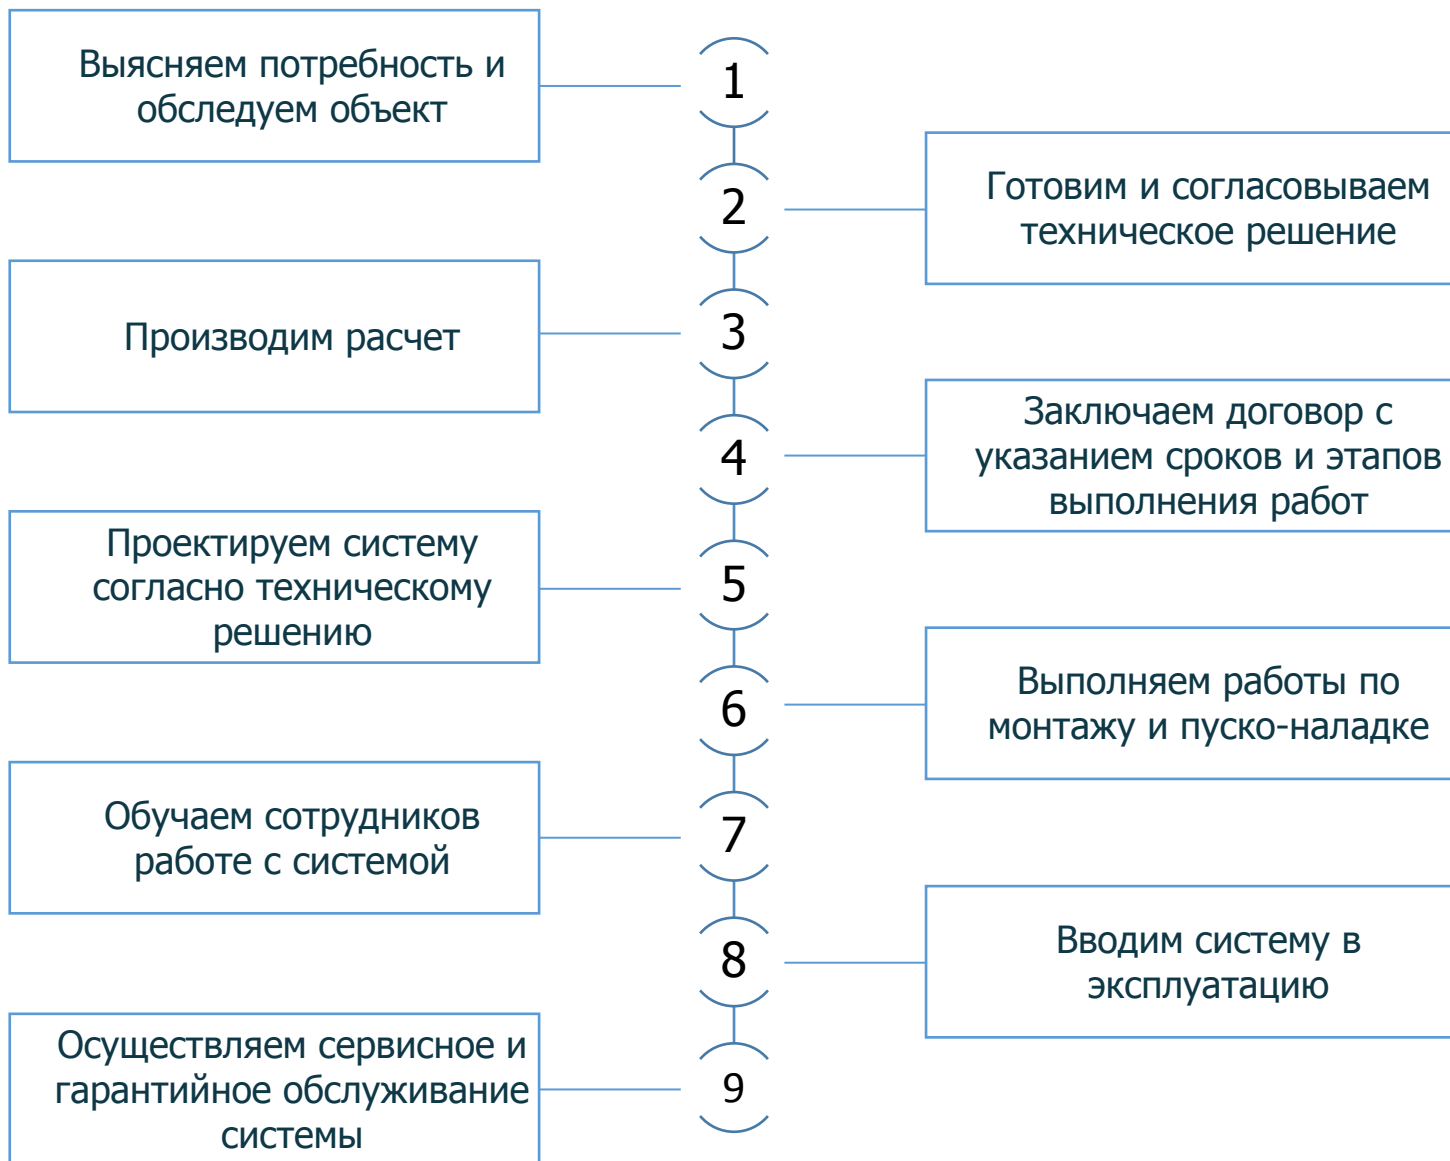 1
Выясняем потребность и
обследуем объект
2
Готовим и согласовываем
техническое решение
3
Производим расчет
4
Заключаем договор с
указанием сроков и этапов
выполнения работ
5
Проектируем систему
согласно техническому
решению
6
Выполняем работы по
монтажу и пуско-наладке
7
Обучаем сотрудников
работе с системой
8
Вводим систему в
эксплуатацию
9
Осуществляем сервисное и
гарантийное обслуживание
системы